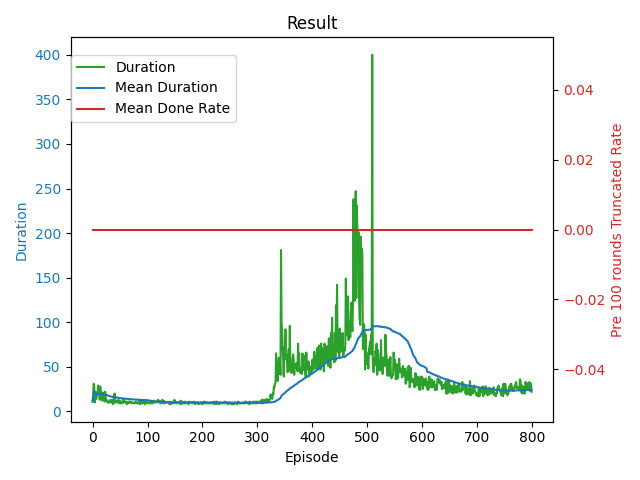 Result
Duration
Mean Duration
Mean Done Rate
400
350
300
250
200
150
100
50
0
Duration
0.04
0.02
0.00
−0.02
−0.04
Pre 100 rounds Truncated Rate
0 100 200 300 400 500 600 700 800
Episode